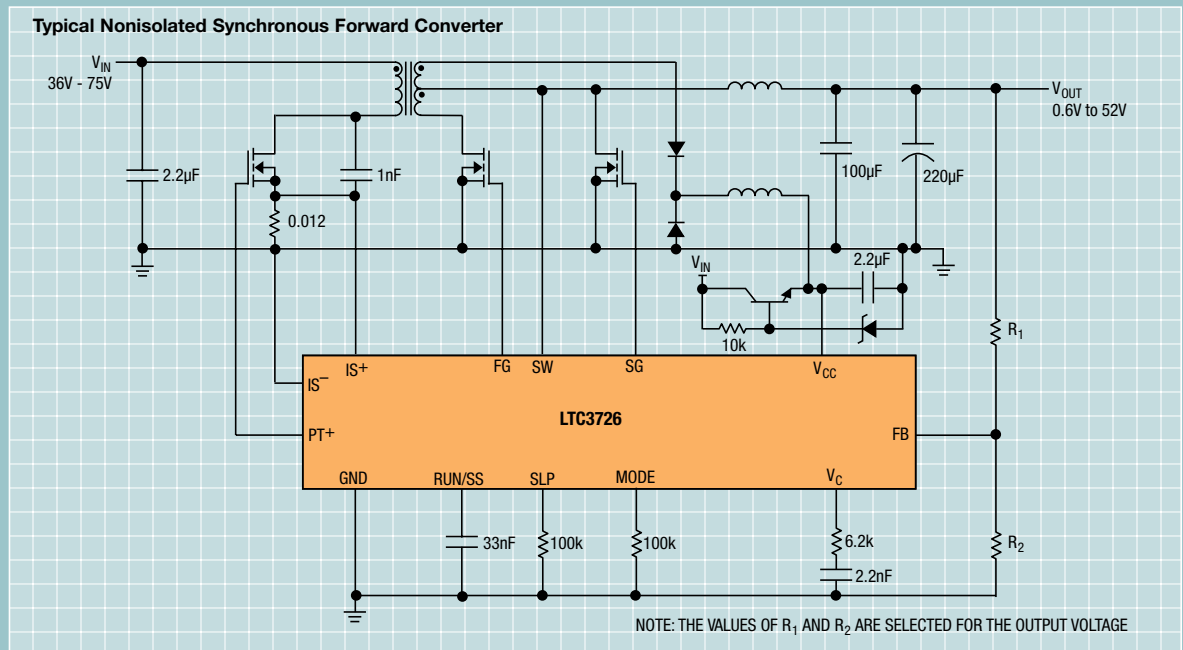 Typical Nonisolated Synchronous Forward Converter
VIN
36V - 75V
VOUT
0.6V to 52V
2.2µF
1nF
100µF
220µF
0.012
VIN
2.2µF
10k
R1
IS–
IS+
FG
SW
SG
VCC
LTC3726
PT+
FB
GND
RUN/SS
SLP
MODE
VC
33nF
100k
100k
6.2k
2.2nF
R2
NOTE: THE VALUES OF R1 AND R2 ARE SELECTED FOR THE OUTPUT VOLTAGE